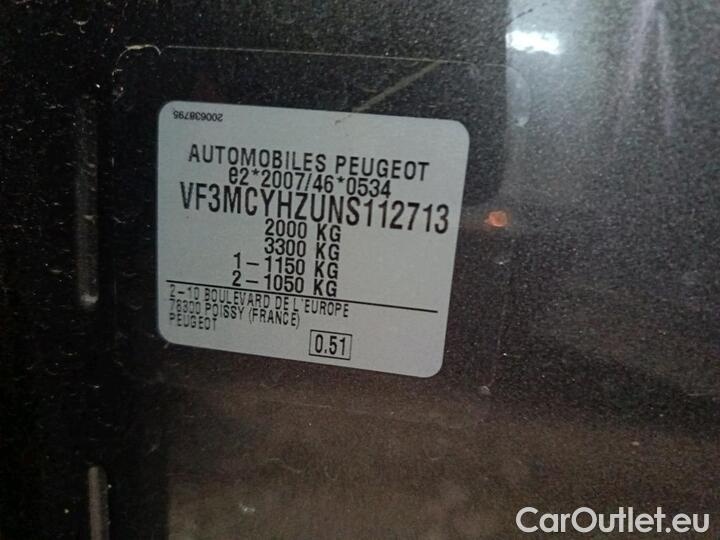 200638795
AUTOMOBILES PEUGEOT
e2*2007/46*0534
VF3MCYHZUNS112713
2000 KG
3300 KG
1 – 1150 KG
2 – 1050 KG
2–10 BOULEVARD DE L'EUROPE
78300 POISSY (FRANCE)
PEUGEOT
0.51
CarOutlet.eu